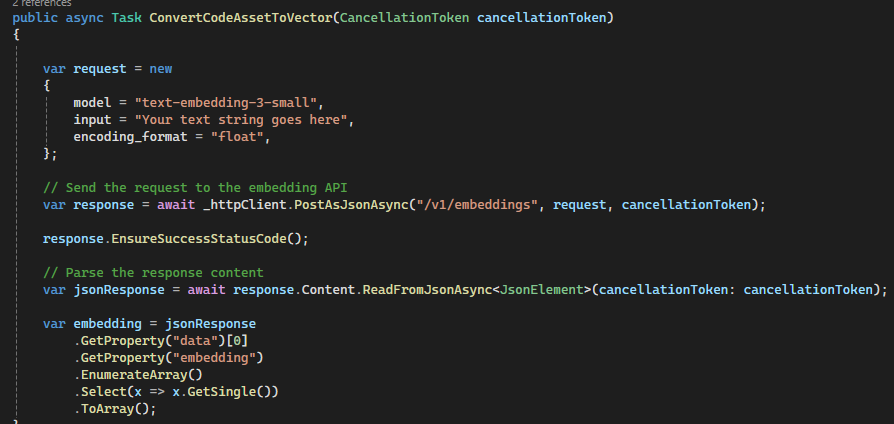 2 references
public async Task ConvertCodeAssetToVector(CancellationToken cancellationToken)
{
var request = new
{
model = "text-embedding-3-small",
input = "Your text string goes here",
encoding_format = "float",
};
// Send the request to the embedding API
var response = await _httpClient.PostAsJsonAsync("/v1/embeddings", request, cancellationToken);
response.EnsureSuccessStatusCode();
// Parse the response content
var jsonResponse = await response.Content.ReadFromJsonAsync<JsonElement>(cancellationToken: cancellationToken);
var embedding = jsonResponse
.GetProperty("data")[0]
.GetProperty("embedding")
.EnumerateArray()
.Select(x => x.GetSingle())
.ToArray();
}